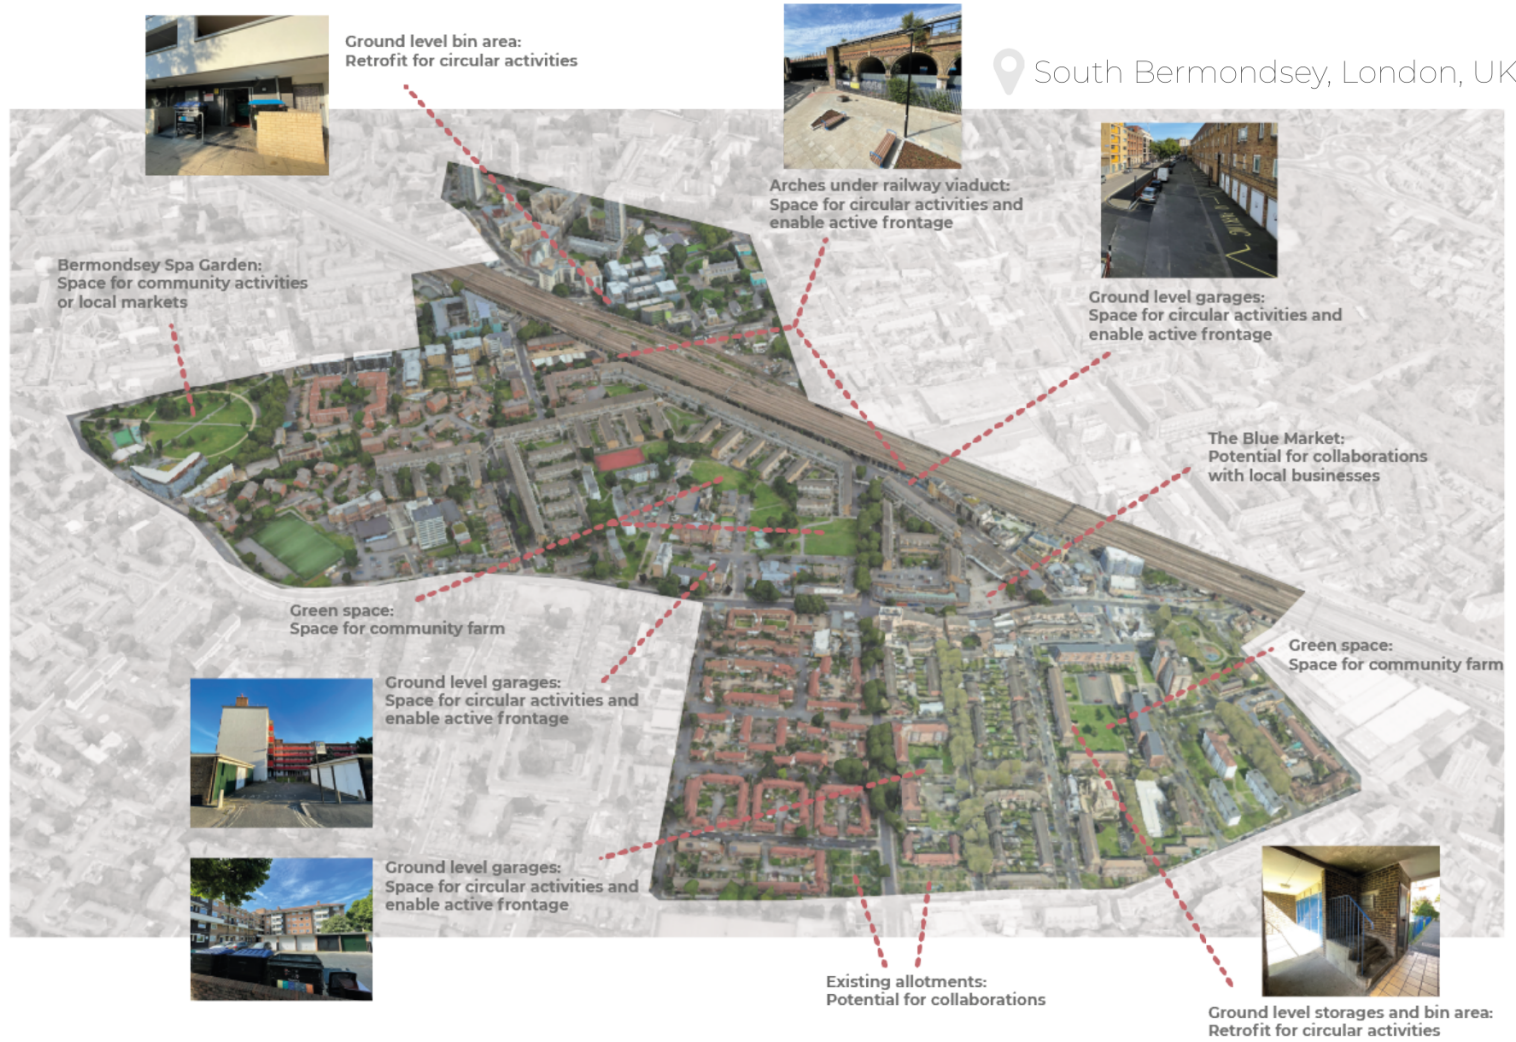 South Bermondsey, London, UK
Ground level bin area:
Retrofit for circular activities
Arches under railway viaduct:
Space for circular activities and
enable active frontage
Bermondsey Spa Garden:
Space for community activities
or local markets
Ground level garages:
Space for circular activities and
enable active frontage
The Blue Market:
Potential for collaborations
with local businesses
Green space:
Space for community farm
Green space:
Space for community farm
Ground level garages:
Space for circular activities and
enable active frontage
Ground level garages:
Space for circular activities and
enable active frontage
Existing allotments:
Potential for collaborations
Ground level storages and bin area:
Retrofit for circular activities